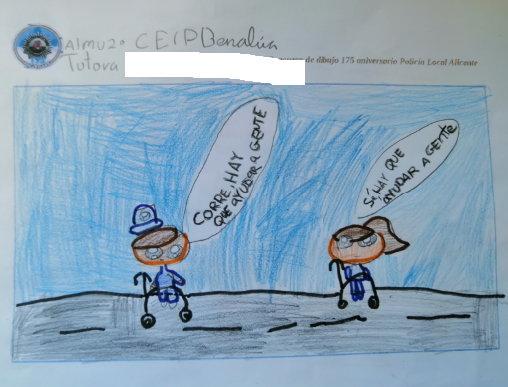 CEIP Benalúa
Tutora
de dibujo 175 aniversario Policía Local Alicante
CORRE, HAY
QUE AYUDAR A GENTE
SÍ, HAY QUE
AYUDAR A GENTE